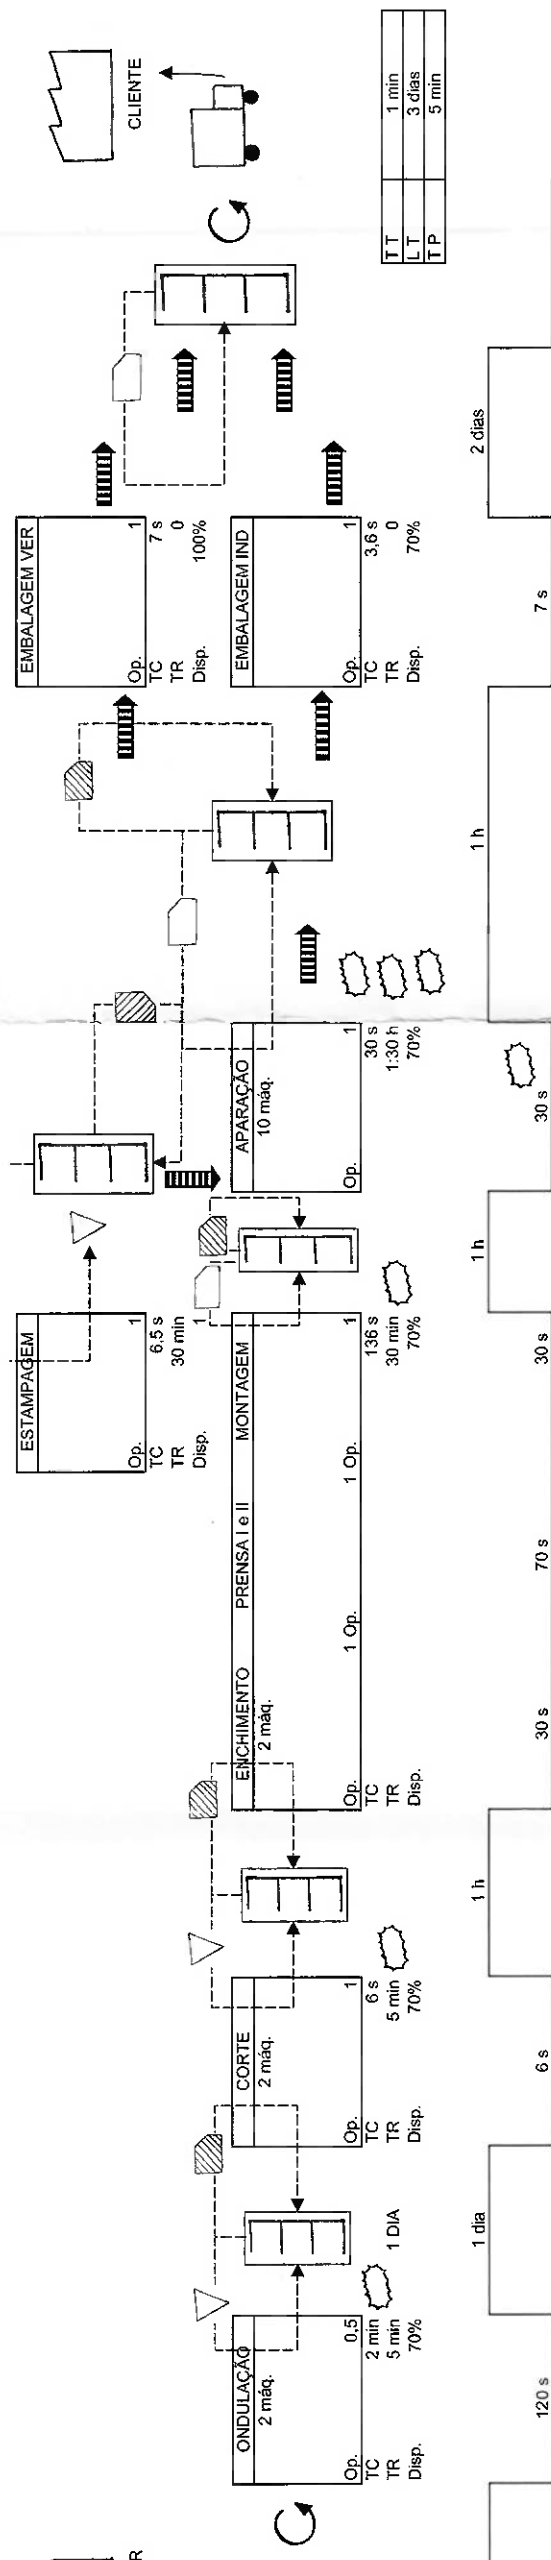 R
ONDULAÇÃO
2 máq.
Op. 0,5
TC 2 min
TR 5 min
Disp. 70%
1 DIA
CORTE
2 máq.
Op. 1
TC 6 s
TR 5 min
Disp. 70%
ENCHIMENTO PRENSA I e II MONTAGEM
2 máq.
Op. 1 Op. 1 Op. 1
TC 136 s
TR 30 min
Disp. 70%
ESTAMPAGEM
Op. 1
TC 6,5 s
TR 30 min
Disp. 1
APARAÇÃO
10 máq.
Op. 1
30 s
1:30 h
70%
EMBALAGEM VER
Op. 1
TC 7 s
TR 0
Disp. 100%
EMBALAGEM IND
Op. 1
TC 3,6 s
TR 0
Disp. 70%
CLIENTE
T T 1 min
L T 3 dias
T P 5 min
120 s
1 dia
6 s
1 h
30 s
70 s
30 s
1 h
30 s
1 h
7 s
2 dias